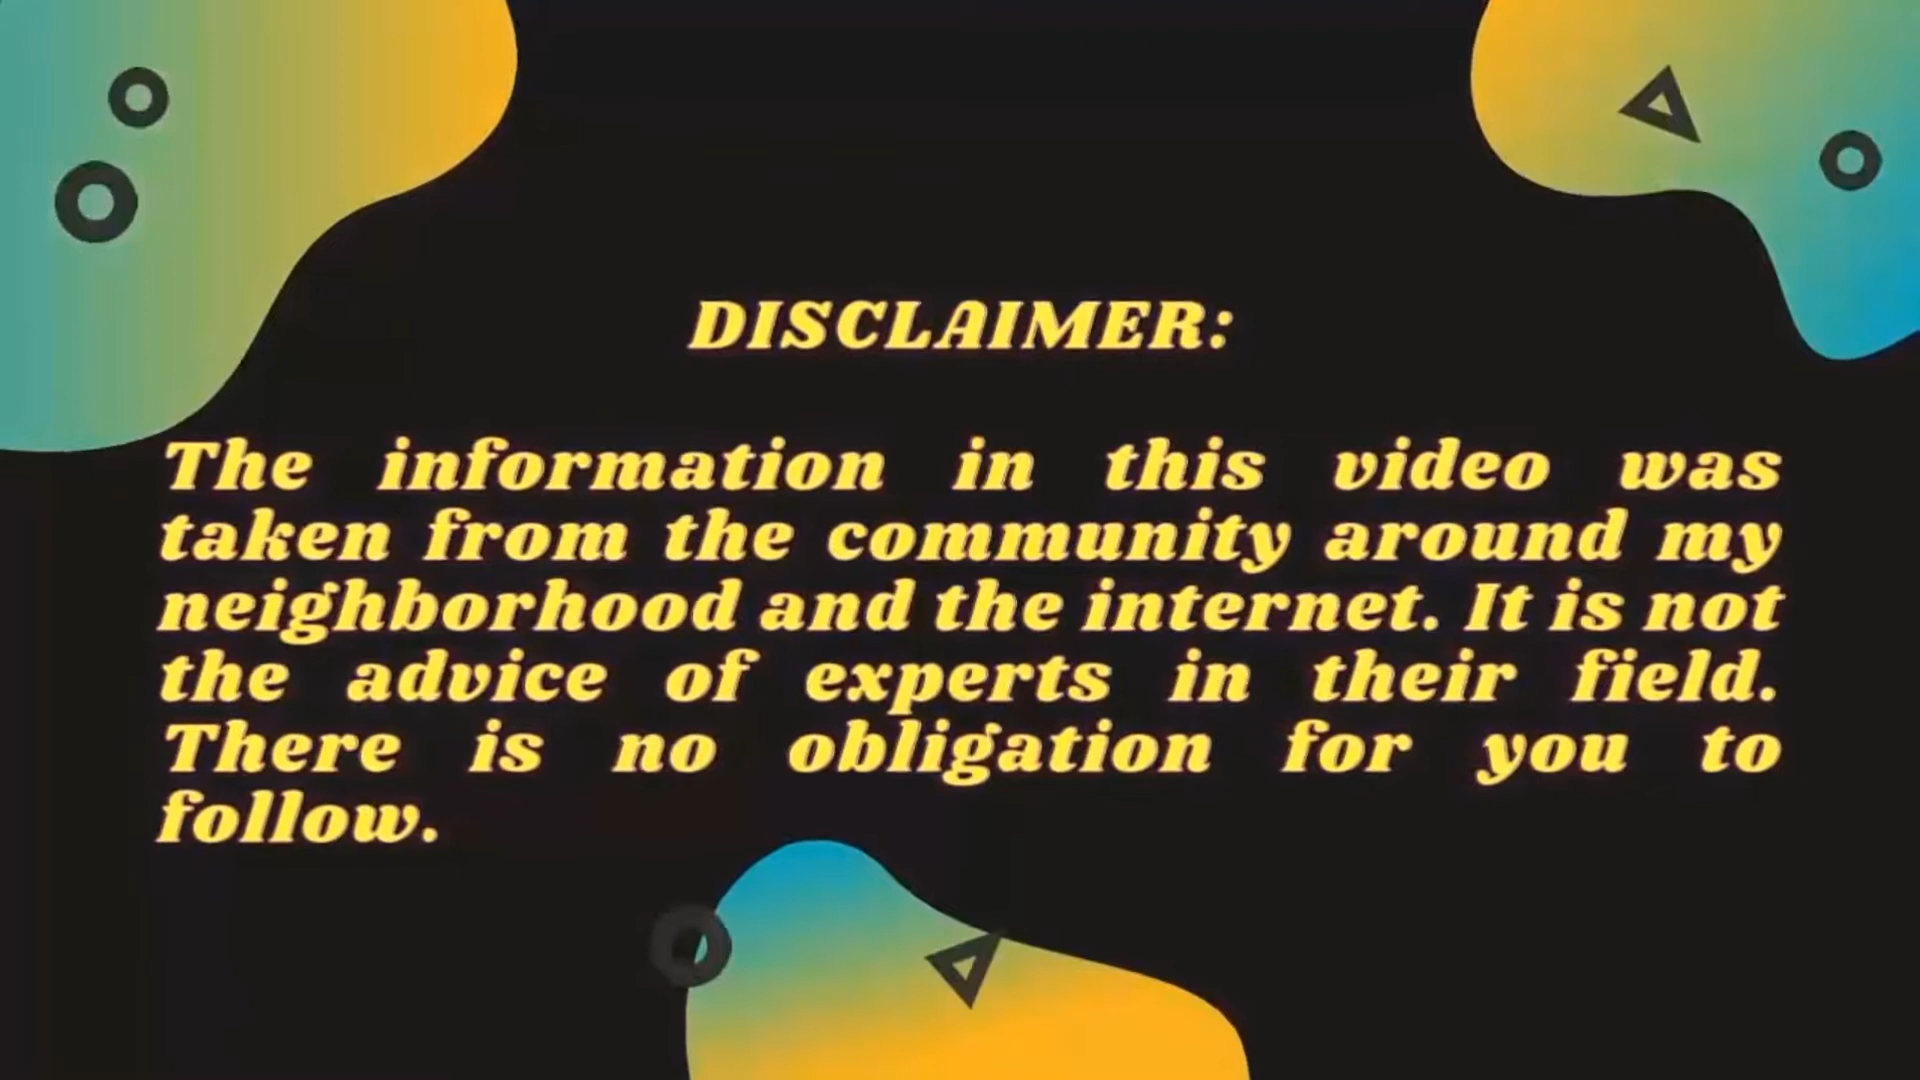 DISCLAIMER:
The information in this video was
taken from the community around my
neighborhood and the internet. It is not
the advice of experts in their field.
There is no obligation for you to
follow.